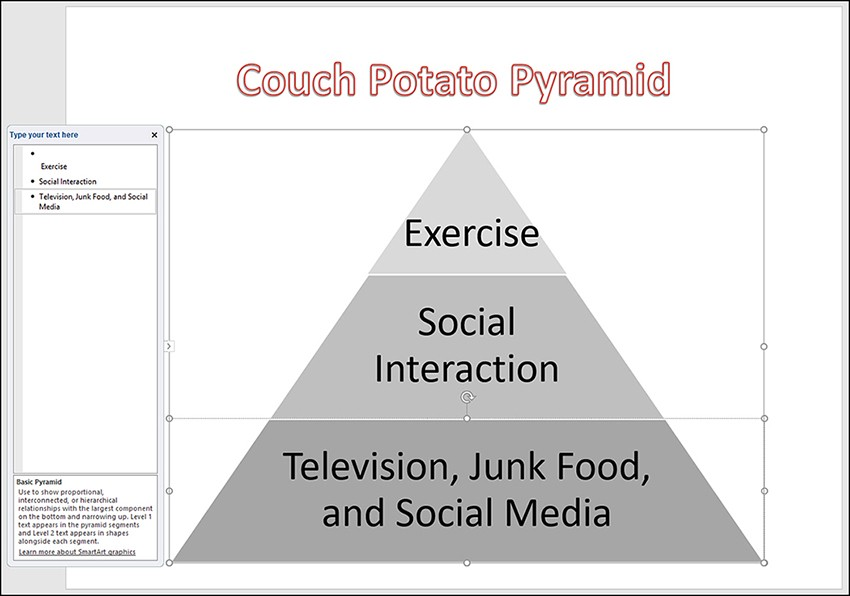 Couch Potato Pyramid
Type your text here
Exercise
Social Interaction
Television, Junk Food, and Social
Media
Exercise
Social
Interaction
Television, Junk Food,
and Social Media
Basic Pyramid
Use to show proportional,
interconnected, or hierarchical
relationships with the largest component
on the bottom and narrowing up. Level 1
text appears in the pyramid segments
and Level 2 text appears in shapes
alongside each segment.
Learn more about SmartArt graphics